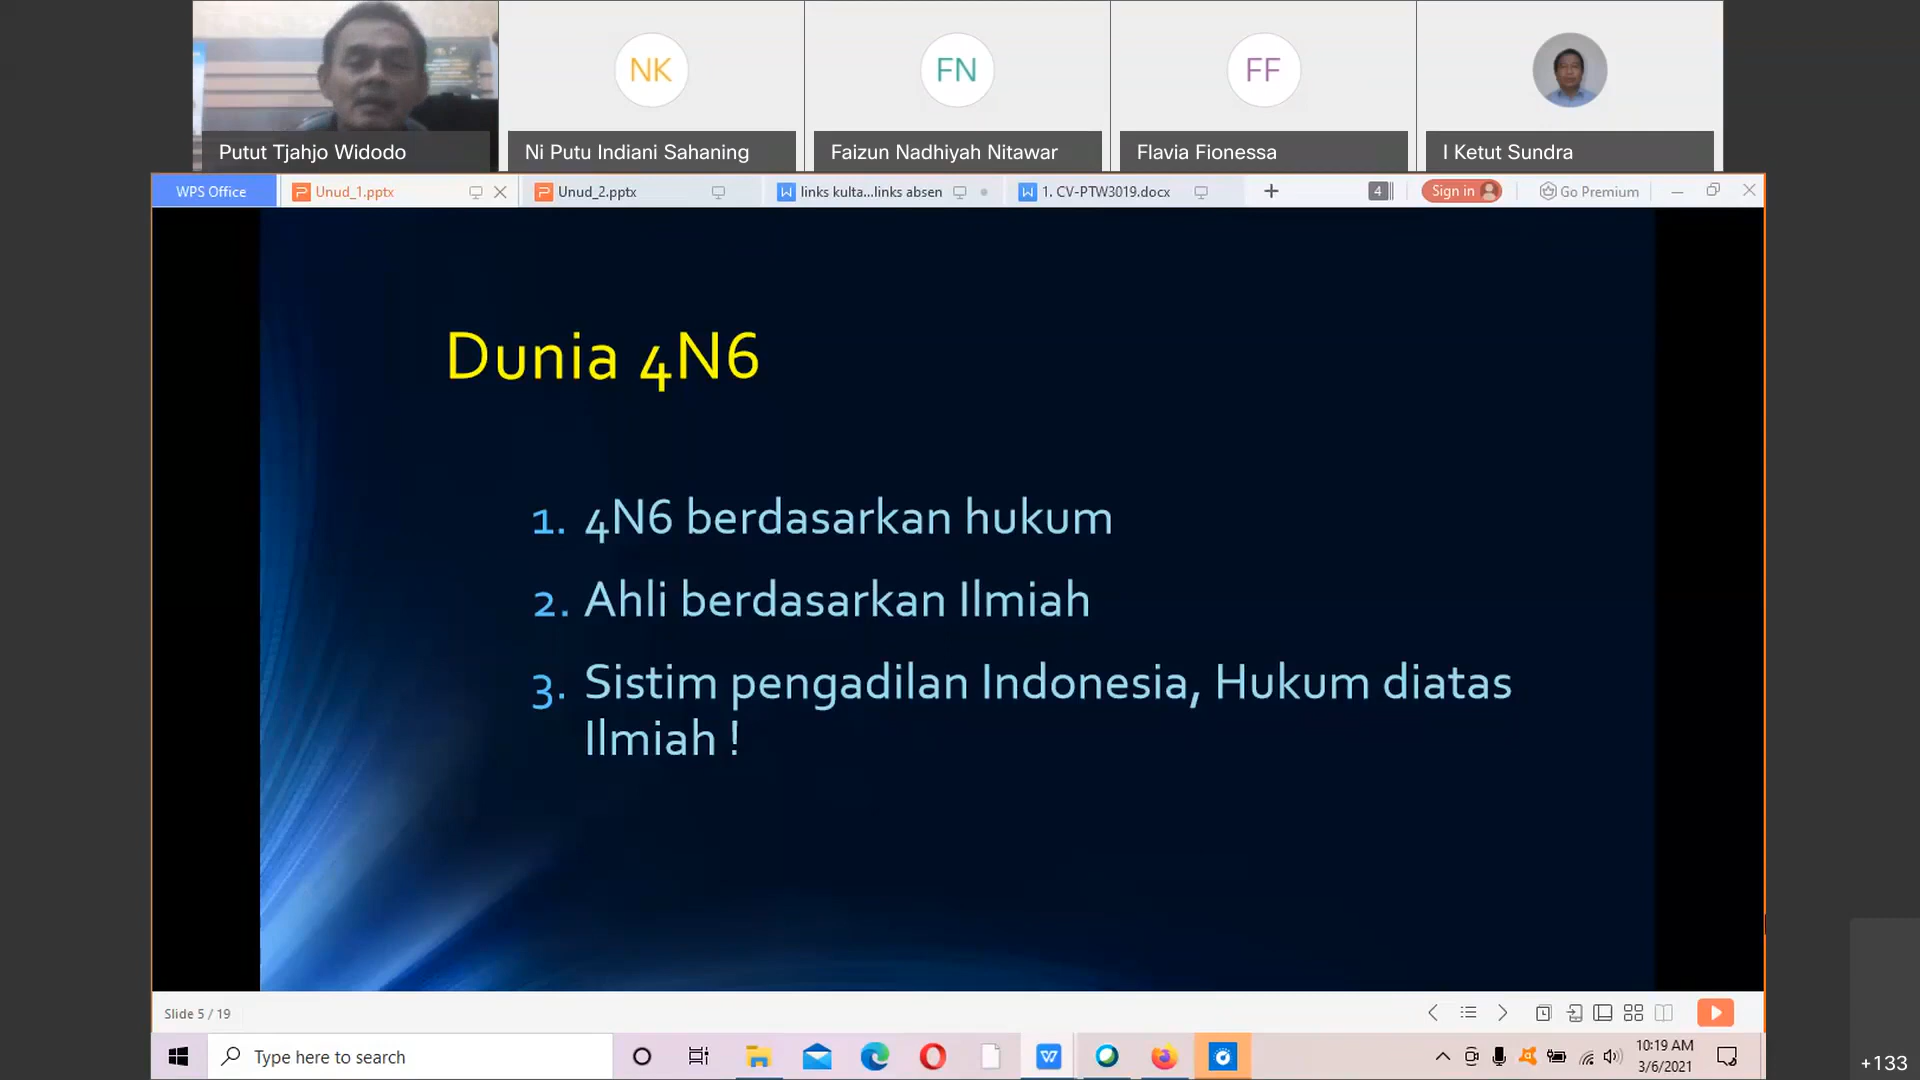 NK
FN
FF
Putut Tjahjo Widodo
Ni Putu Indiani Sahaning
Faizun Nadhiyah Nitawar
Flavia Fionessa
I Ketut Sundra
WPS Office
Unud_1.pptx
Unud_2.pptx
links kulta...links absen
1. CV-PTW3019.docx
4
Sign in
Go Premium
Dunia 4N6
1. 4N6 berdasarkan hukum
2. Ahli berdasarkan Ilmiah
3. Sistim pengadilan Indonesia, Hukum diatas
Ilmiah !
Slide 5 / 19
Type here to search
10:19 AM
3/6/2021
+133